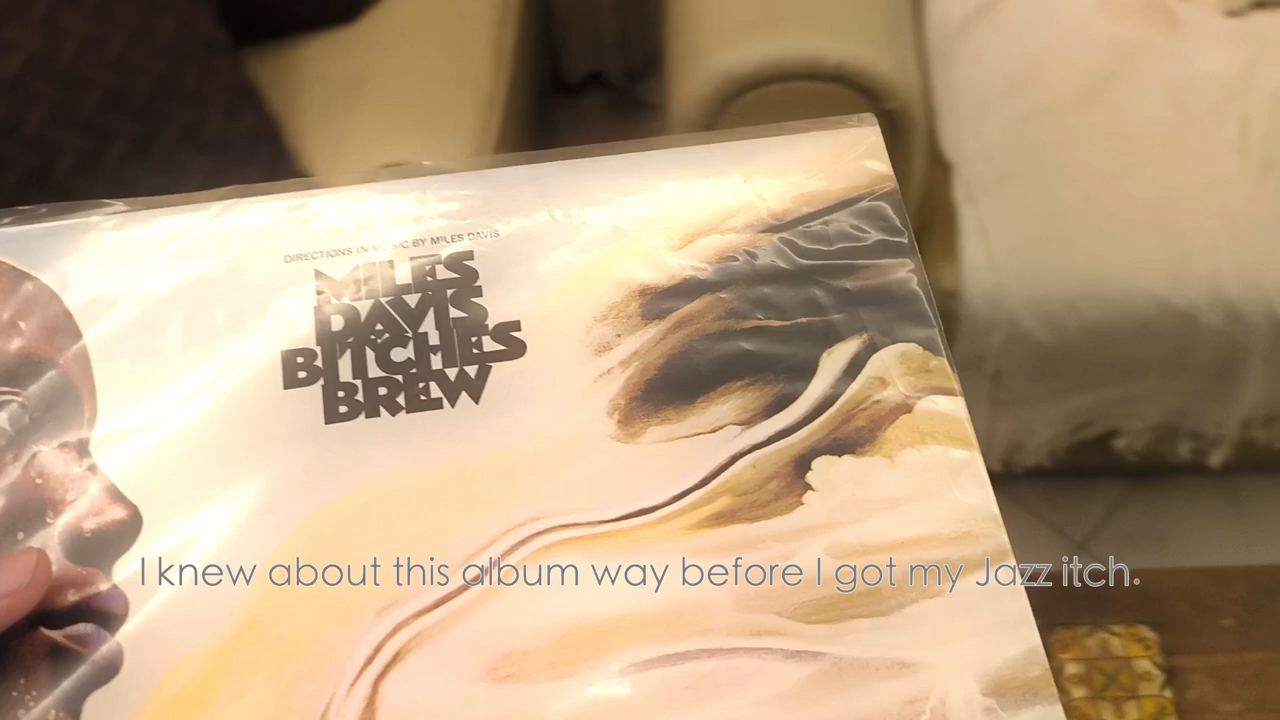 DIRECTIONS IN MUSIC BY MILES DAVIS
MILES
DAVIS
BITCHES
BREW
I knew about this album way before I got my Jazz itch.